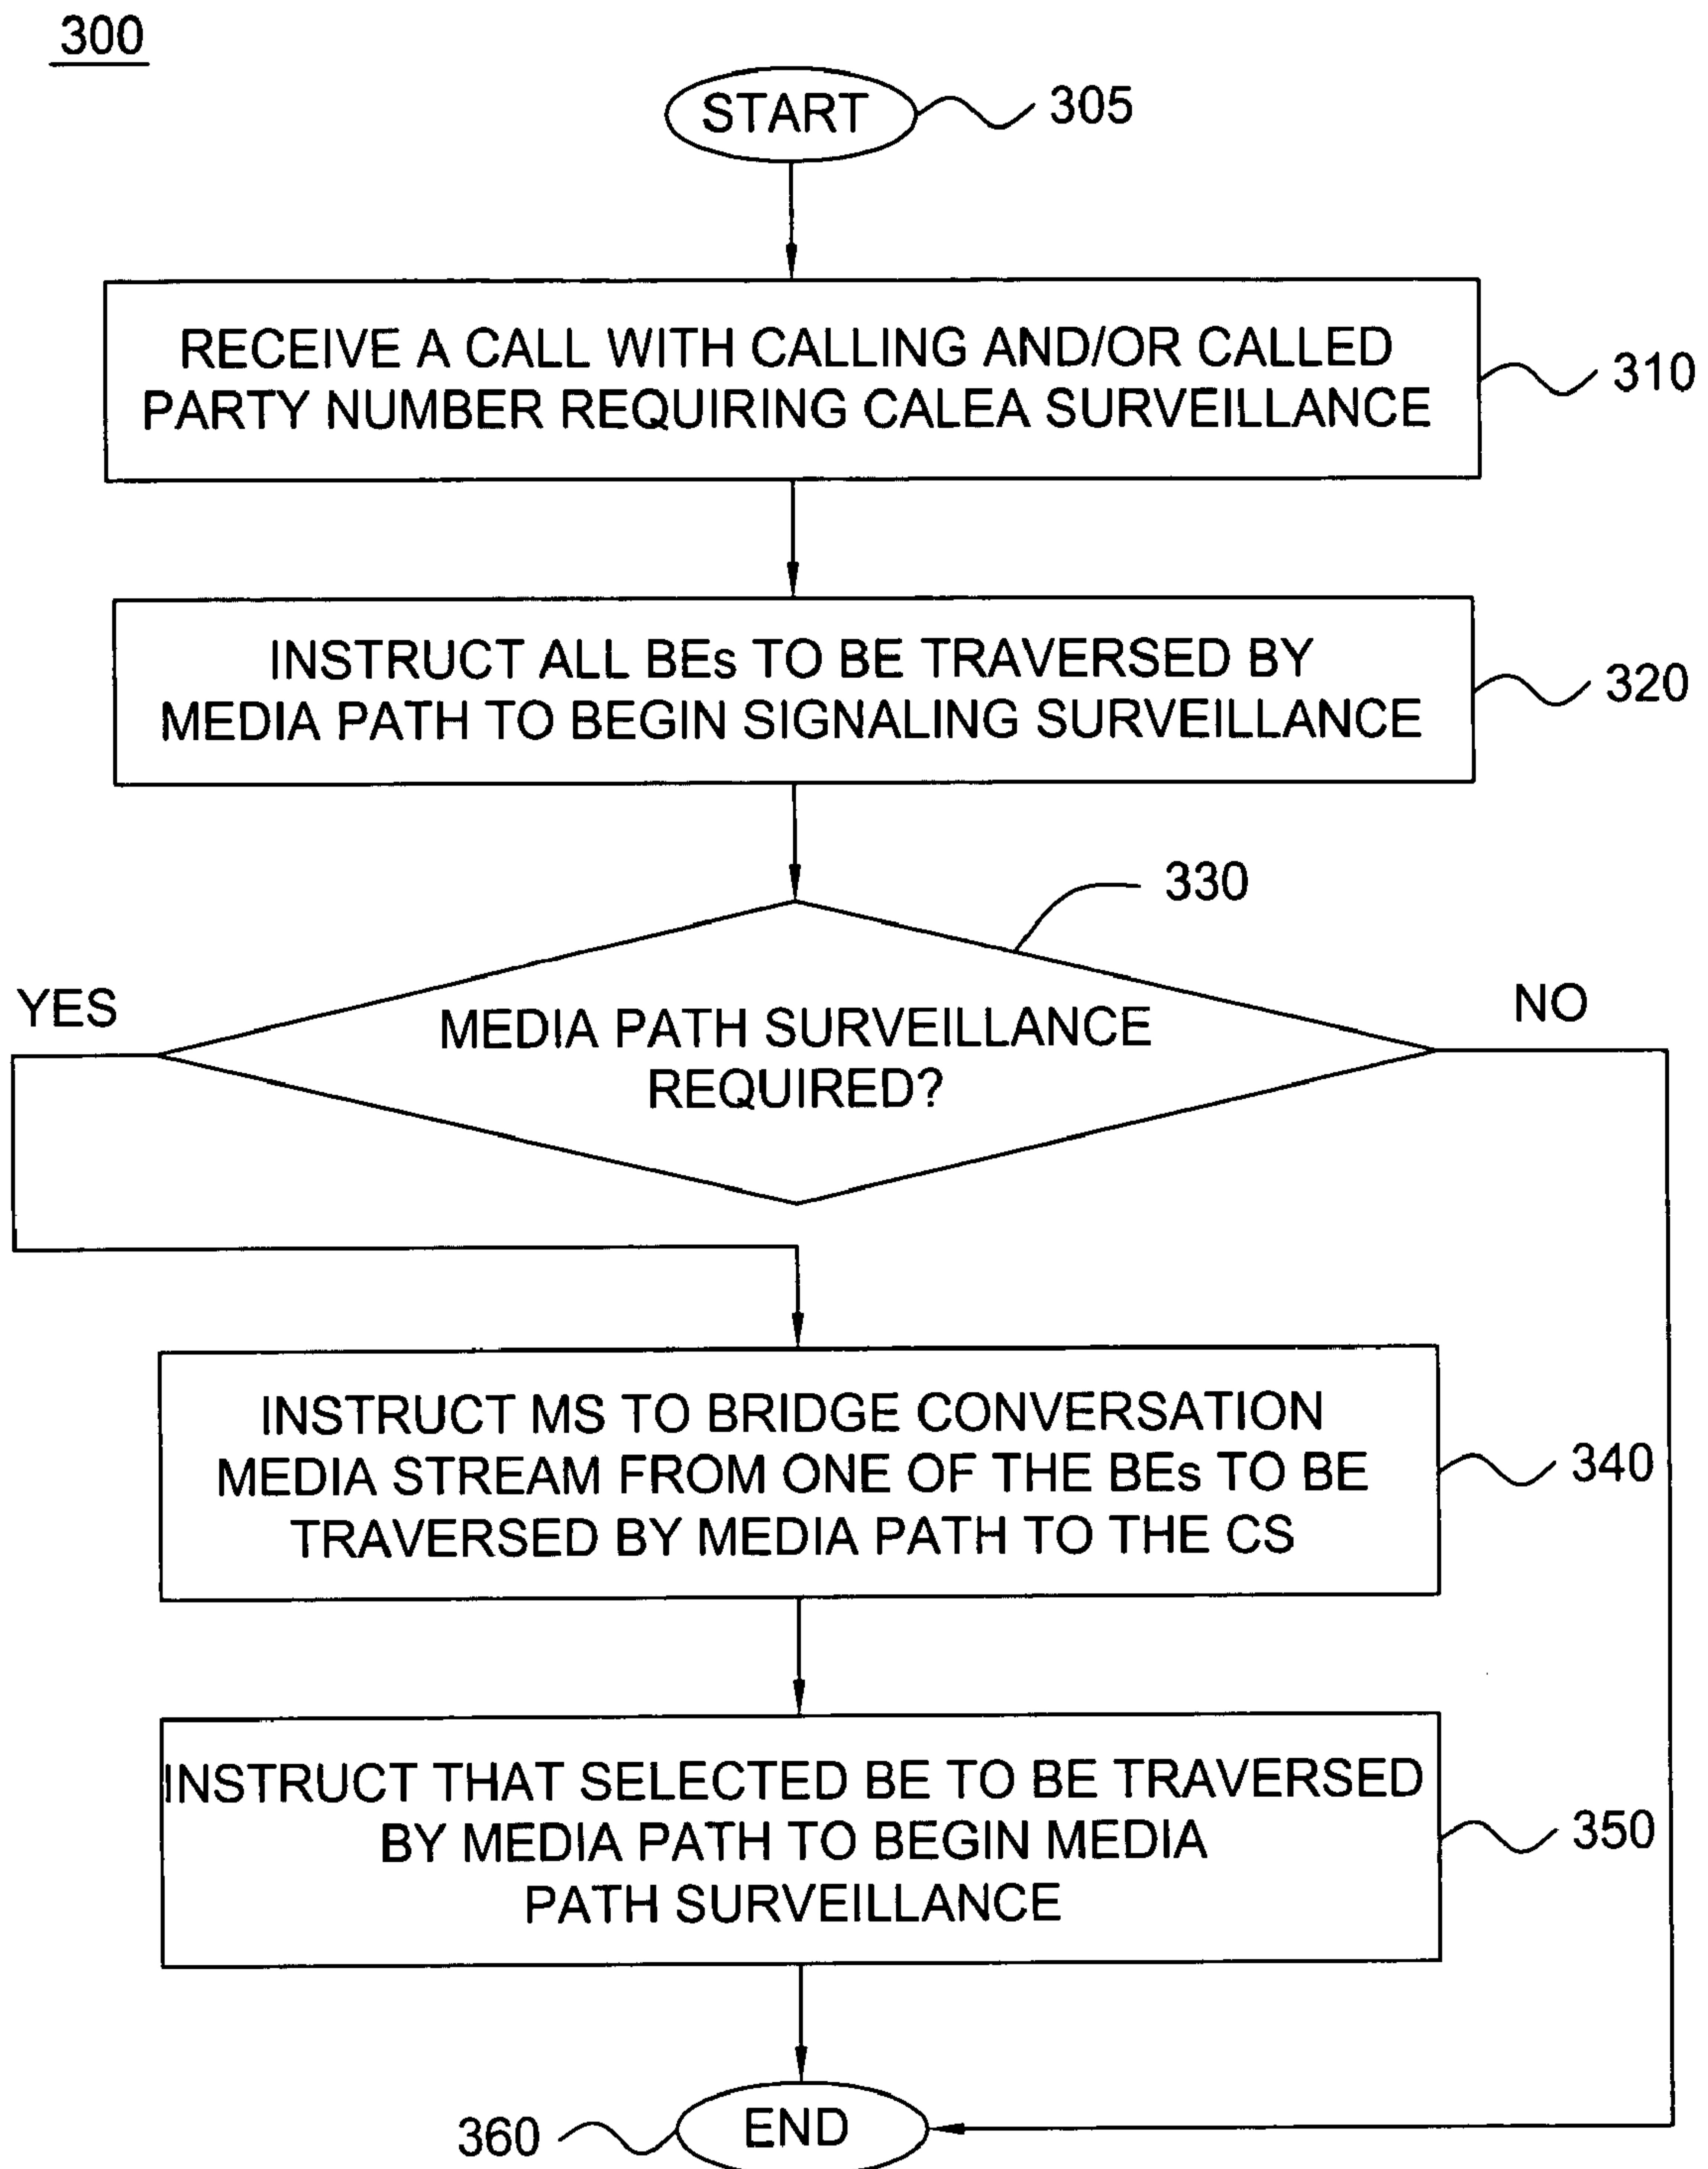 300
START
305
RECEIVE A CALL WITH CALLING AND/OR CALLED
PARTY NUMBER REQUIRING CALEA SURVEILLANCE
310
INSTRUCT ALL BEs TO BE TRAVERSED BY
MEDIA PATH TO BEGIN SIGNALING SURVEILLANCE
320
330
YES
NO
MEDIA PATH SURVEILLANCE
REQUIRED?
INSTRUCT MS TO BRIDGE CONVERSATION
MEDIA STREAM FROM ONE OF THE BEs TO BE
TRAVERSED BY MEDIA PATH TO THE CS
340
INSTRUCT THAT SELECTED BE TO BE TRAVERSED
BY MEDIA PATH TO BEGIN MEDIA
PATH SURVEILLANCE
350
360
END